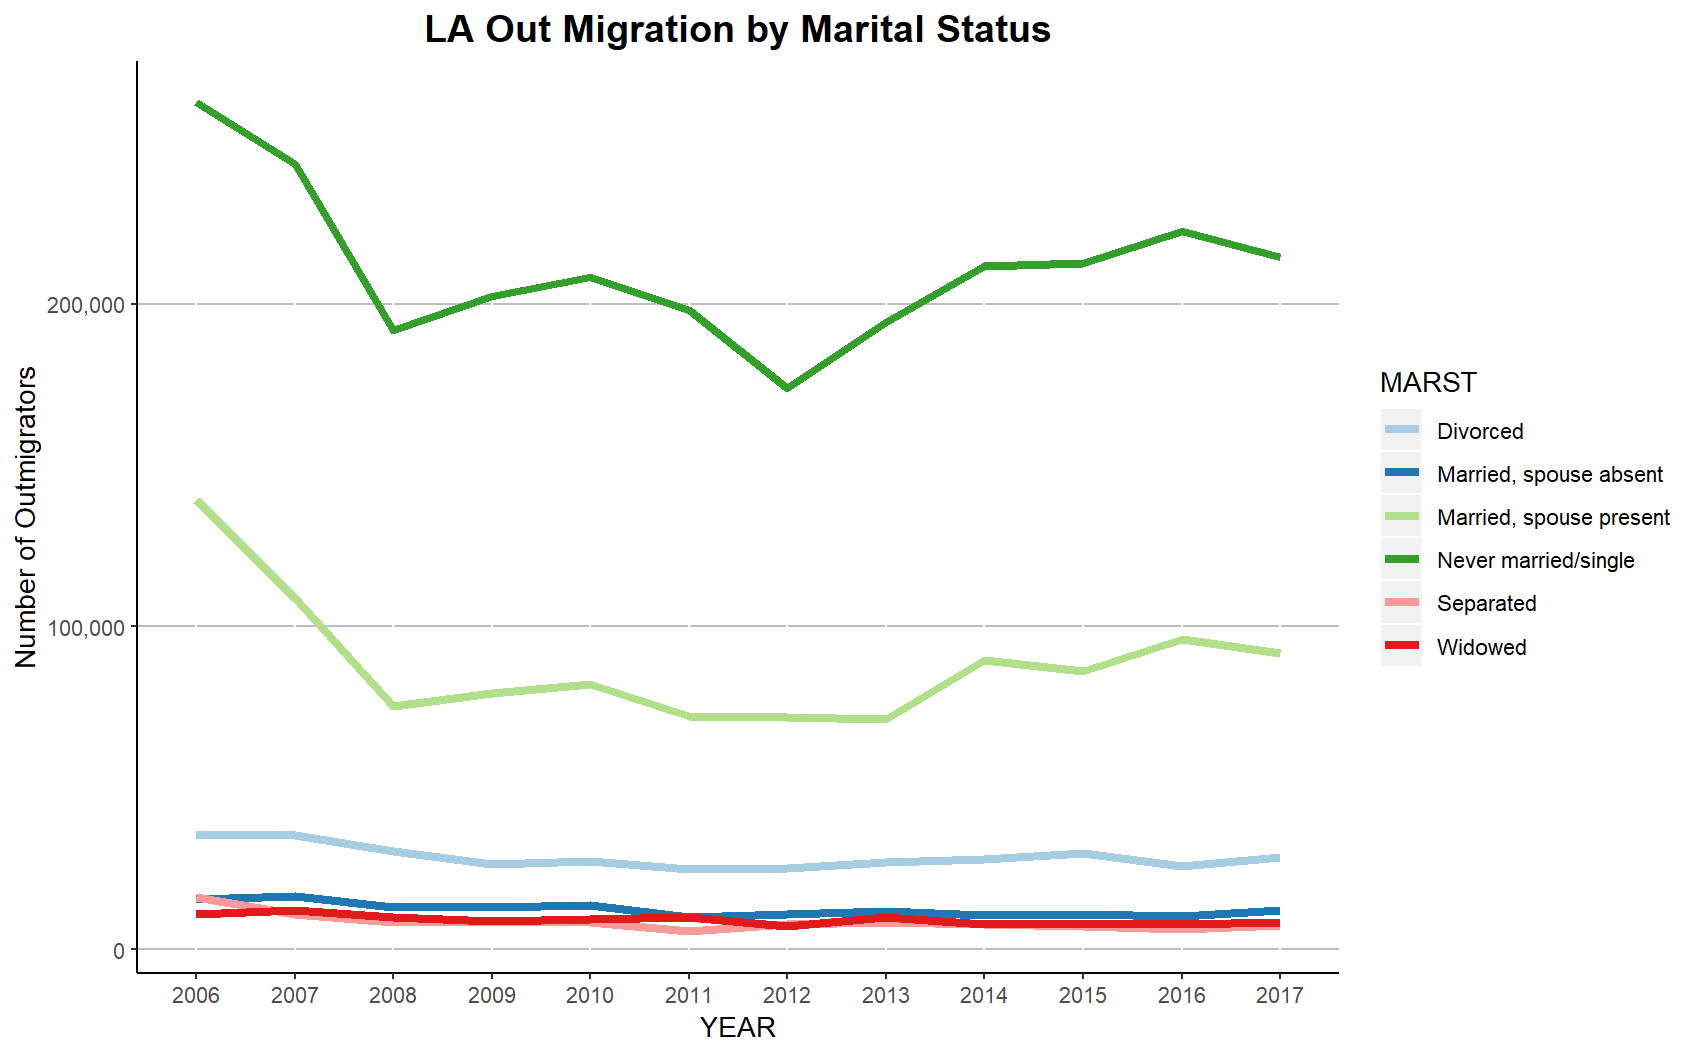 LA Out Migration by Marital Status
Number of Outmigrators
200,000
100,000
0
2006 2007 2008 2009 2010 2011 2012 2013 2014 2015 2016 2017
YEAR
MARST
Divorced
Married, spouse absent
Married, spouse present
Never married/single
Separated
Widowed